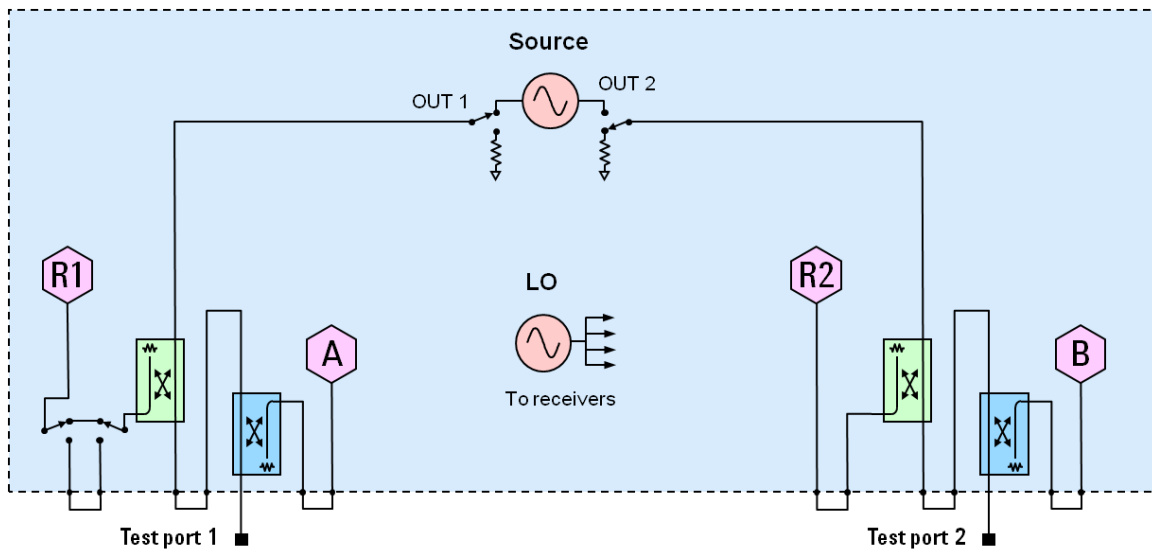 Source
OUT 1
OUT 2
R1
LO
R2
A
B
To receivers
Test port 1
Test port 2